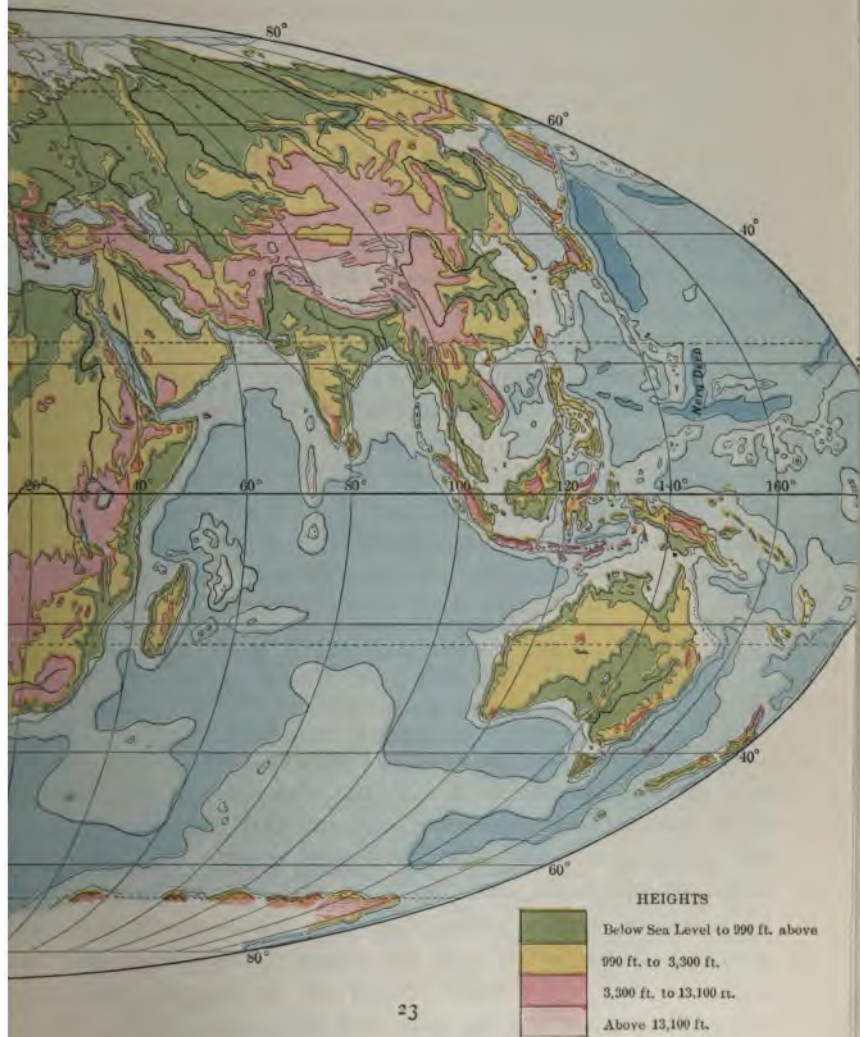 80°
60°
40°
Nero Deep
20° 40° 60° 80° 100° 120° 140° 160°
40°
60°
80°
HEIGHTS
Below Sea Level to 990 ft. above
990 ft. to 3,300 ft.
3,300 ft. to 13,100 ft.
Above 13,100 ft.
23